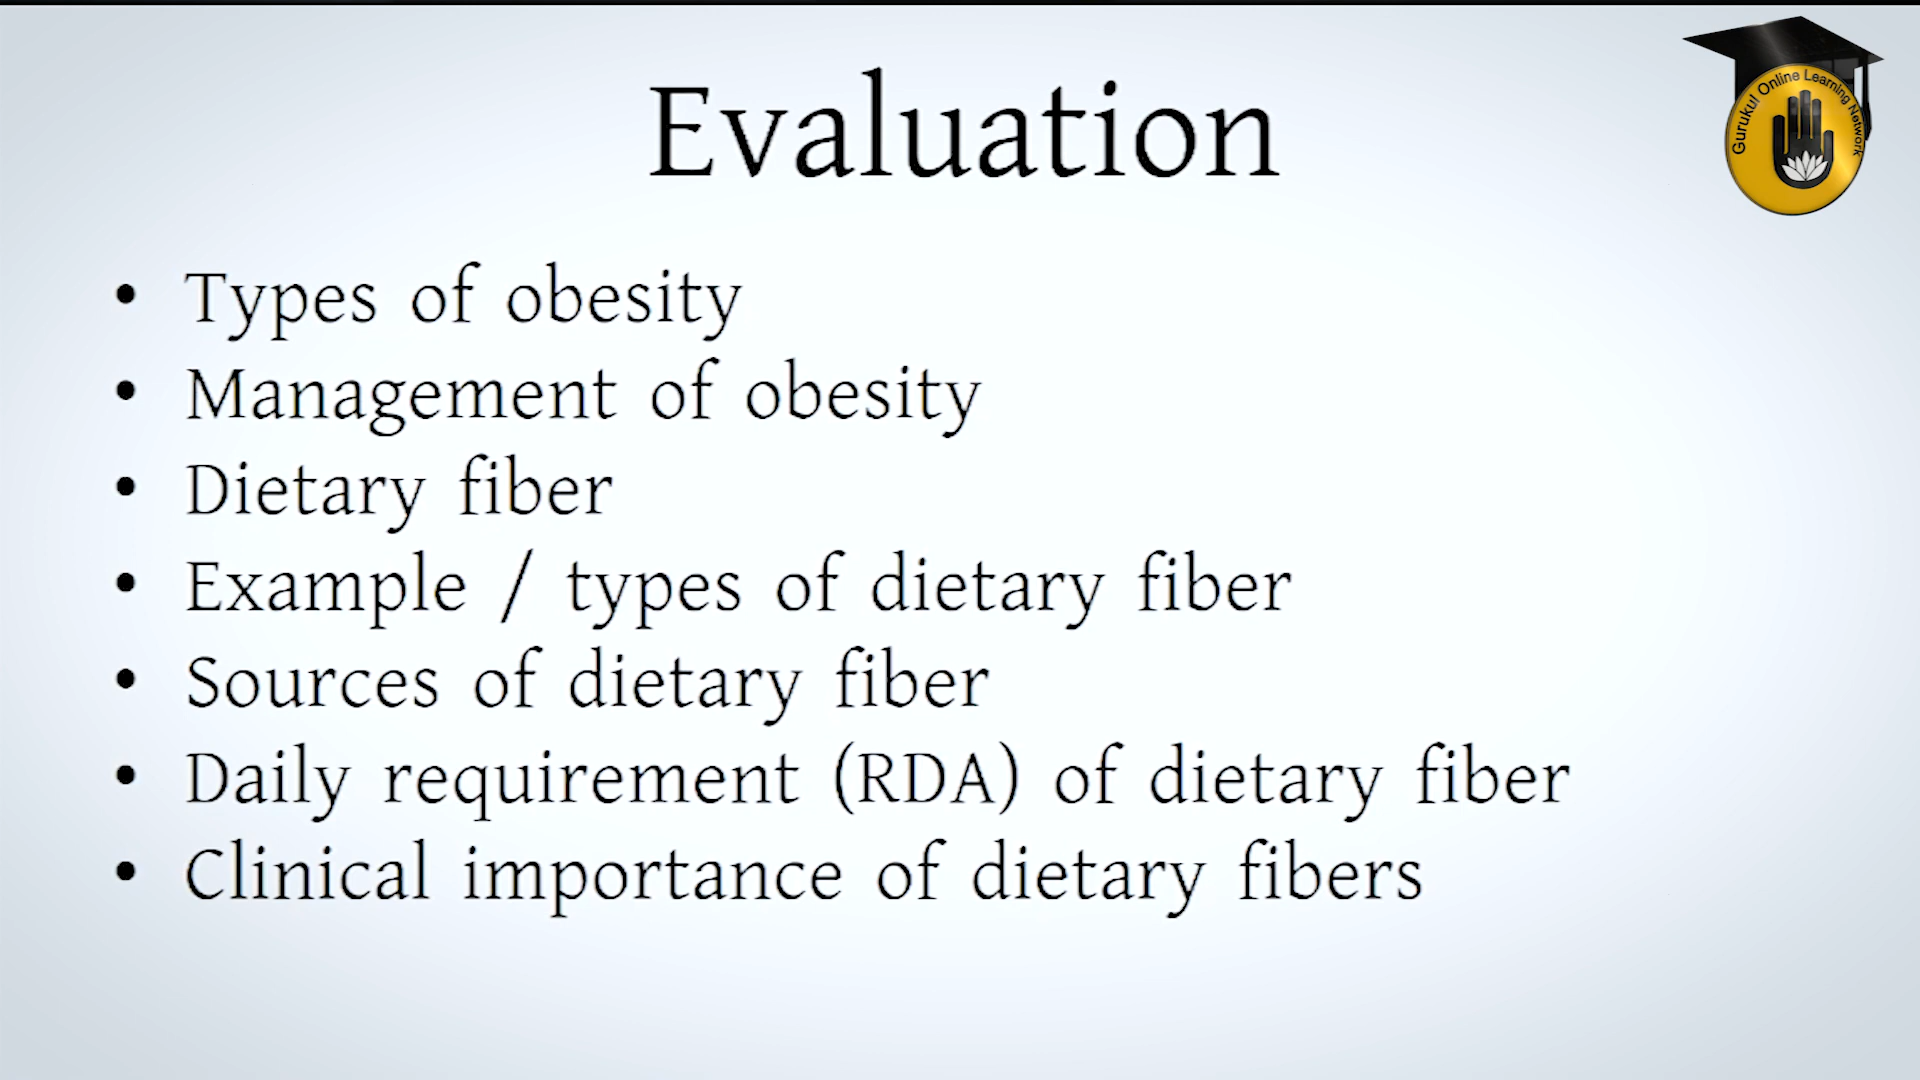 Evaluation
Gurukul Online Learning Network
• Types of obesity
• Management of obesity
• Dietary fiber
• Example / types of dietary fiber
• Sources of dietary fiber
• Daily requirement (RDA) of dietary fiber
• Clinical importance of dietary fibers